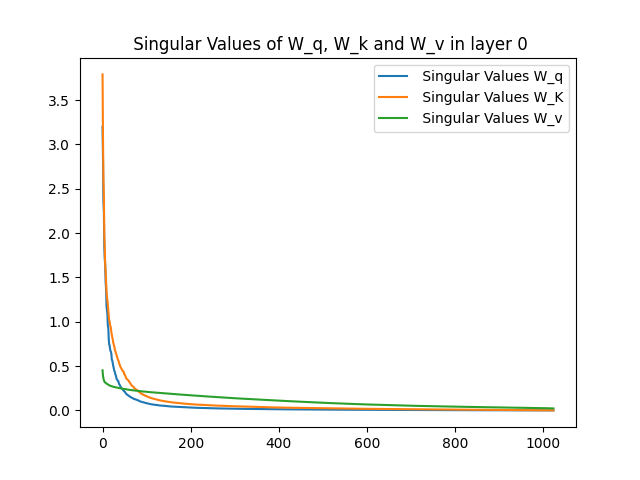 Singular Values of W_q, W_k and W_v in layer 0
Singular Values W_q
Singular Values W_K
Singular Values W_v
3.5
3.0
2.5
2.0
1.5
1.0
0.5
0.0
0 200 400 600 800 1000